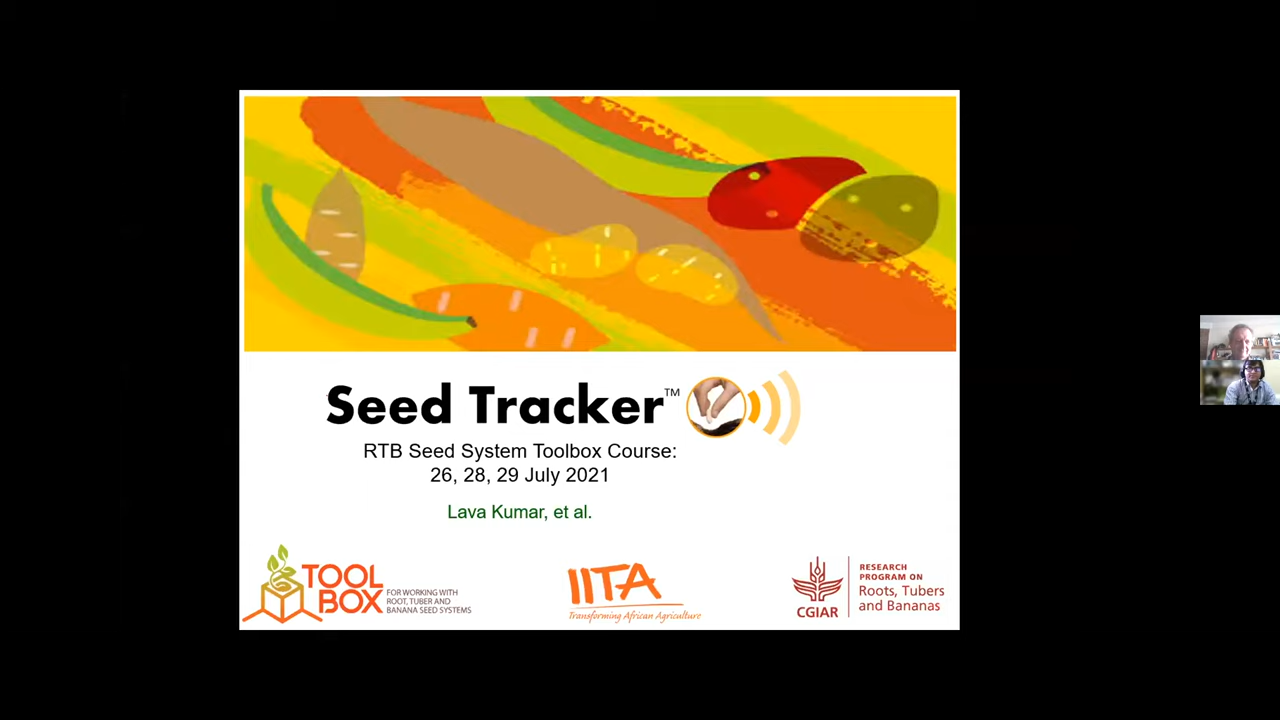 Seed Tracker™
RTB Seed System Toolbox Course:
26, 28, 29 July 2021
Lava Kumar, et al.
TOOL
BOX
FOR WORKING WITH
ROOT, TUBER AND
BANANA SEED SYSTEMS
IITA
Transforming African Agriculture
CGIAR
RESEARCH
PROGRAM ON
Roots, Tubers
and Bananas